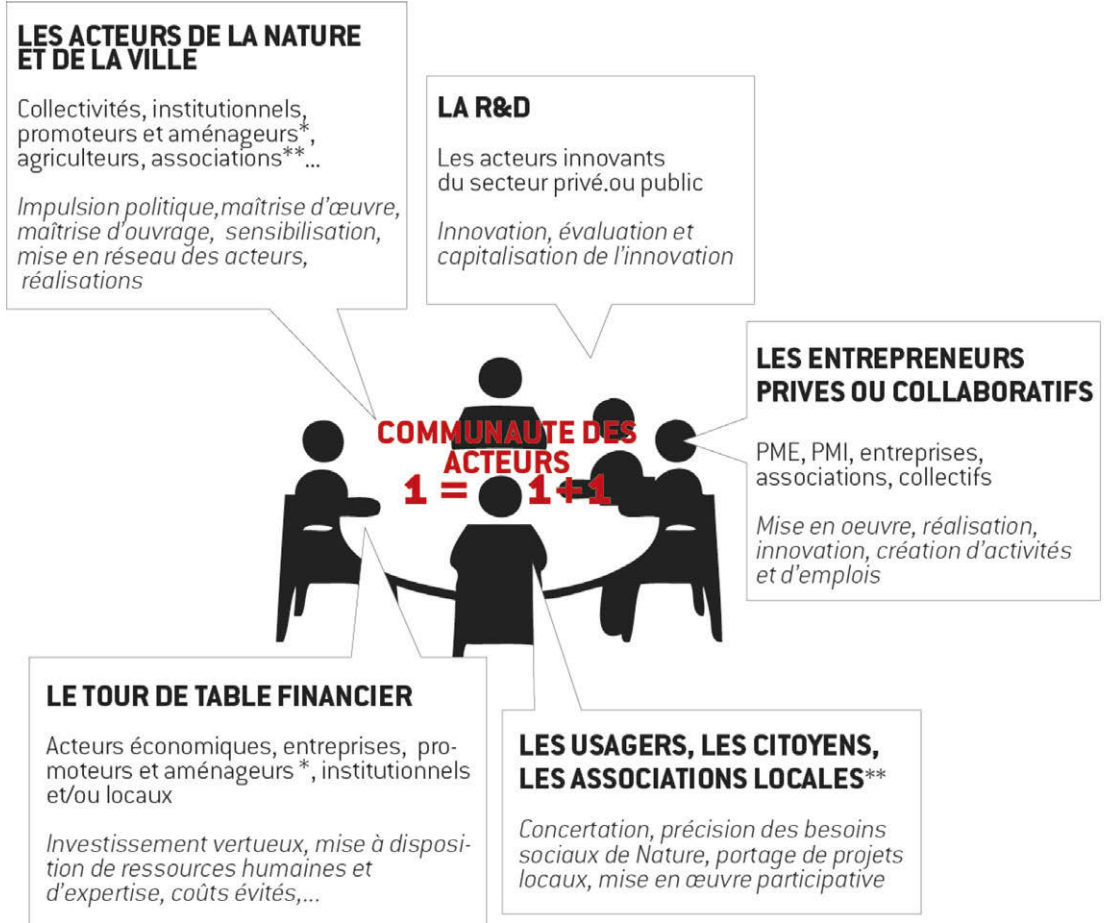 LES ACTEURS DE LA NATURE
ET DE LA VILLE
Collectivités, institutionnels,
promoteurs et aménageurs*,
agriculteurs, associations**...
Impulsion politique, maîtrise d'œuvre,
maîtrise d'ouvrage, sensibilisation,
mise en réseau des acteurs,
réalisations
LA R&D
Les acteurs innovants
du secteur privé.ou public
Innovation, évaluation et
capitalisation de l'innovation
LES ENTREPRENEURS
PRIVES OU COLLABORATIFS
PME, PMI, entreprises,
associations, collectifs
Mise en oeuvre, réalisation,
innovation, création d'activités
et d'emplois
COMMUNAUTE DES
ACTEURS
1 = 1+1
LE TOUR DE TABLE FINANCIER
Acteurs économiques, entreprises, pro-
moteurs et aménageurs *, institutionnels
et/ou locaux
Investissement vertueux, mise à disposi-
tion de ressources humaines et
d'expertise, coûts évités,...
LES USAGERS, LES CITOYENS,
LES ASSOCIATIONS LOCALE**
Concertation, précision des besoins
sociaux de Nature, portage de projets
locaux, mise en œuvre participative